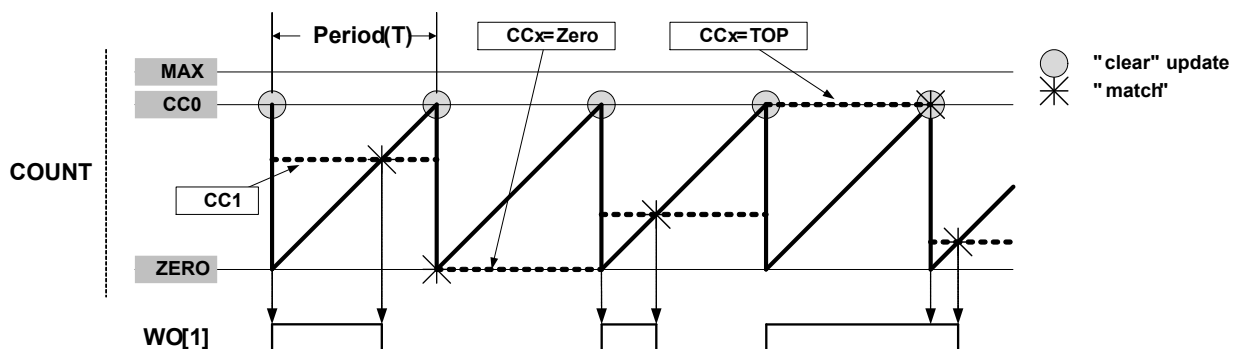 Period(T)
CCx=Zero
CCx=TOP
"clear" update
"match"
MAX
CC0
COUNT
CC1
ZERO
WO[1]